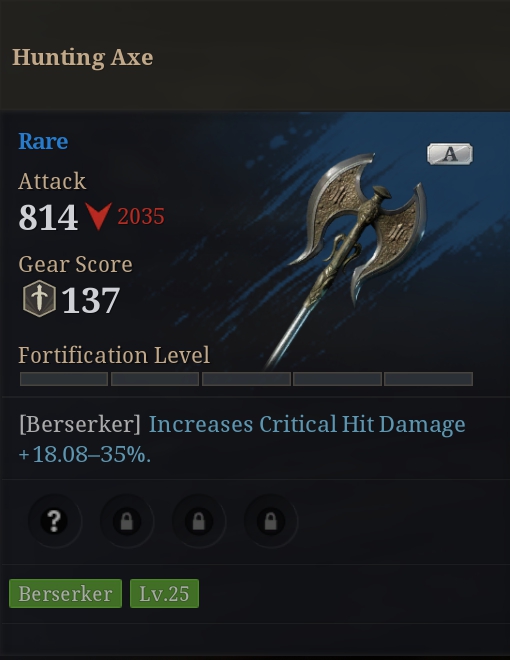 Hunting Axe
Rare
A
Attack
814 2035
Gear Score
137
Fortification Level
[Berserker] Increases Critical Hit Damage
+18.08–35%.
?
Berserker Lv.25